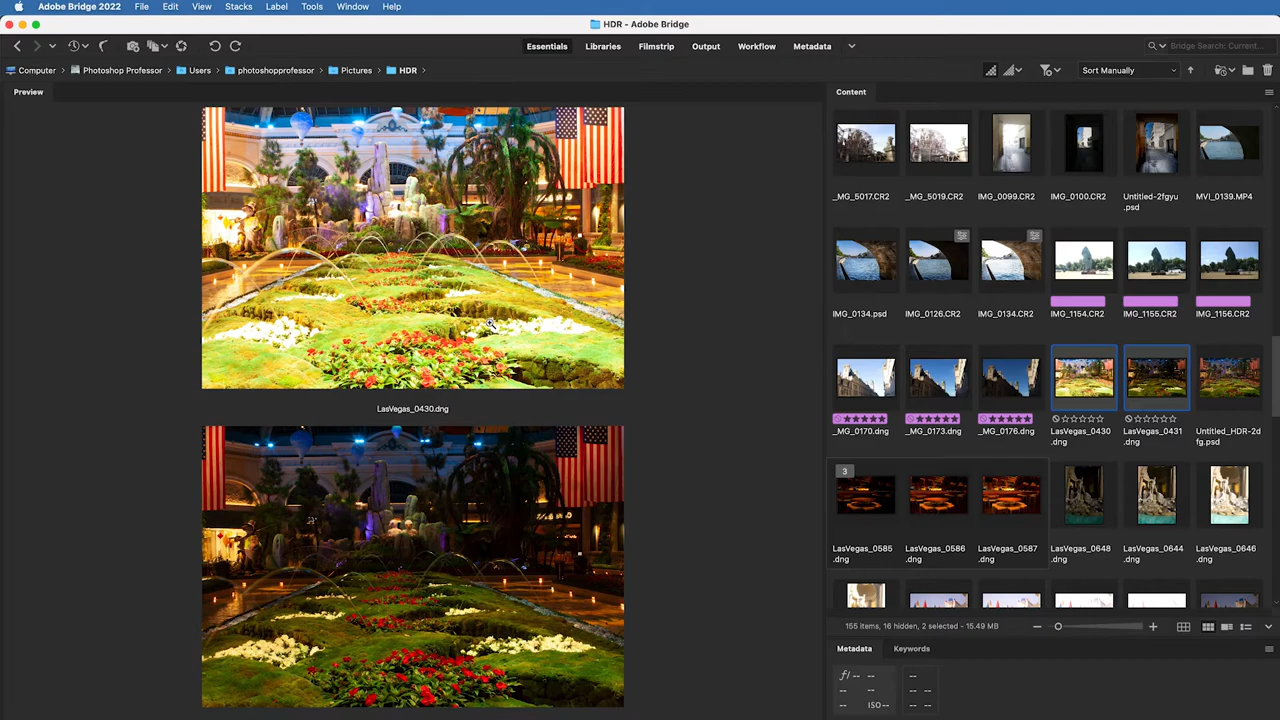 Adobe Bridge 2022 File Edit View Stacks Label Tools Window Help
HDR - Adobe Bridge
Essentials Libraries Filmstrip Output Workflow Metadata
Bridge Search: Current...
Computer Photoshop Professor Users photoshopprofessor Pictures HDR
Sort Manually
Preview
Content
_MG_5017.CR2 _MG_5019.CR2 IMG_0099.CR2 IMG_0100.CR2 Untitled-2fgyu MVI_0139.MP4
.psd
IMG_0134.psd IMG_0126.CR2 IMG_0134.CR2 IMG_1154.CR2 IMG_1155.CR2 IMG_1156.CR2
LasVegas_0430.dng
_MG_0170.dng _MG_0173.dng _MG_0176.dng LasVegas_0430 LasVegas_0431 Untitled_HDR-2d
.dng .dng fg.psd
3
LasVegas_0585 LasVegas_0586 LasVegas_0587 LasVegas_0648 LasVegas_0644 LasVegas_0646
.dng .dng .dng .dng .dng .dng
155 items, 16 hidden, 2 selected - 15.49 MB
Metadata Keywords
f/-- -- --
-- -- -- --
-- ISO-- -- --